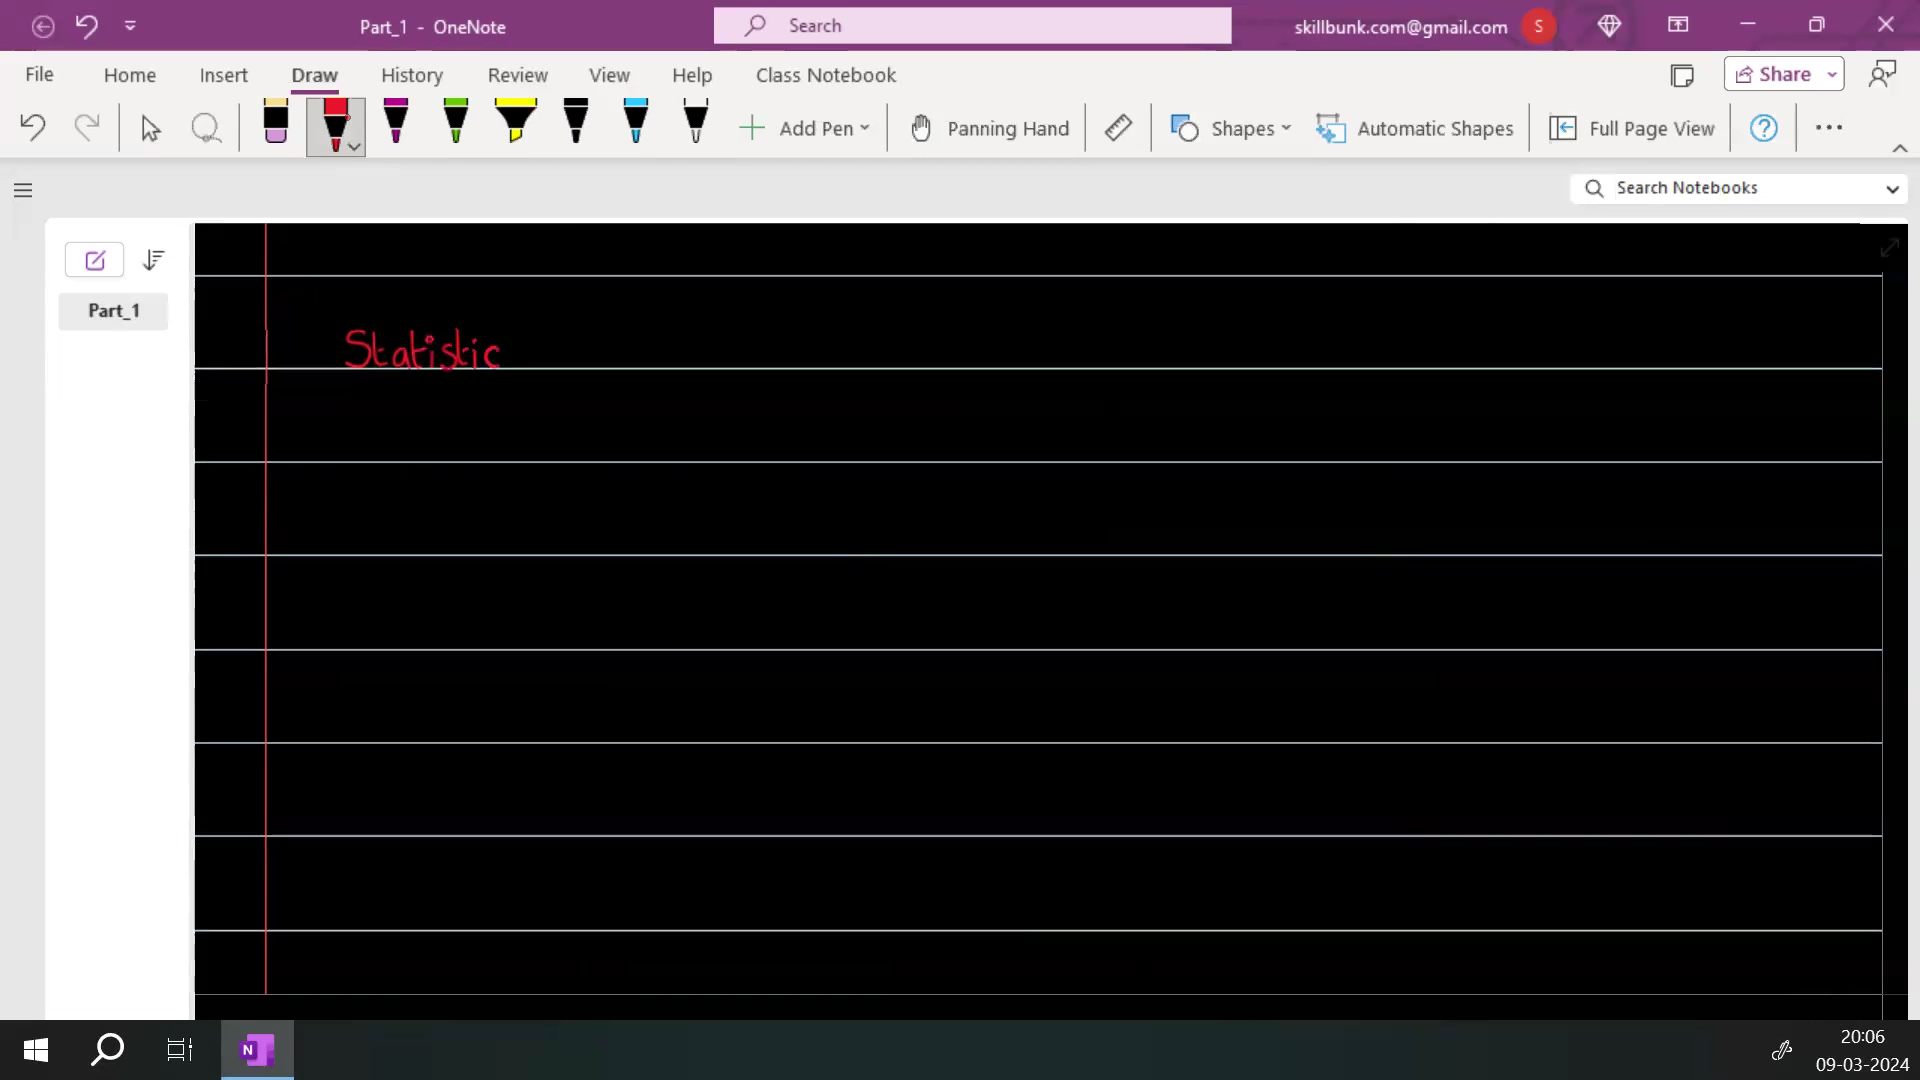 Part_1 - OneNote
Search
skillbunk.com@gmail.com
S
File Home Insert Draw History Review View Help Class Notebook
Share
Add Pen
Panning Hand
Shapes
Automatic Shapes
Full Page View
Search Notebooks
Part_1
Statistic
N
20:06
09-03-2024